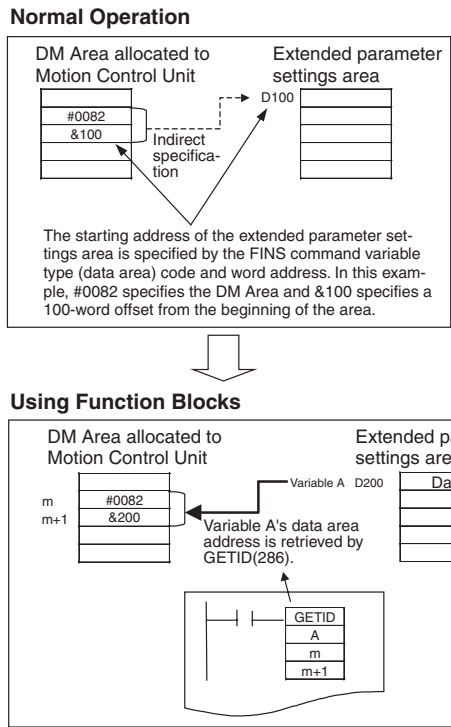 Normal Operation
DM Area allocated to
Motion Control Unit
Extended parameter
settings area
D100
#0082
&100
Indirect
specifica-
tion
The starting address of the extended parameter set-
tings area is specified by the FINS command variable
type (data area) code and word address. In this exam-
ple, #0082 specifies the DM Area and &100 specifies a
100-word offset from the beginning of the area.
Using Function Blocks
DM Area allocated to
Motion Control Unit
Extended
settings
Variable A D200
m #0082
m+1 &200
Variable A's data area
address is retrieved by
GETID(286).
GETID
A
m
m+1